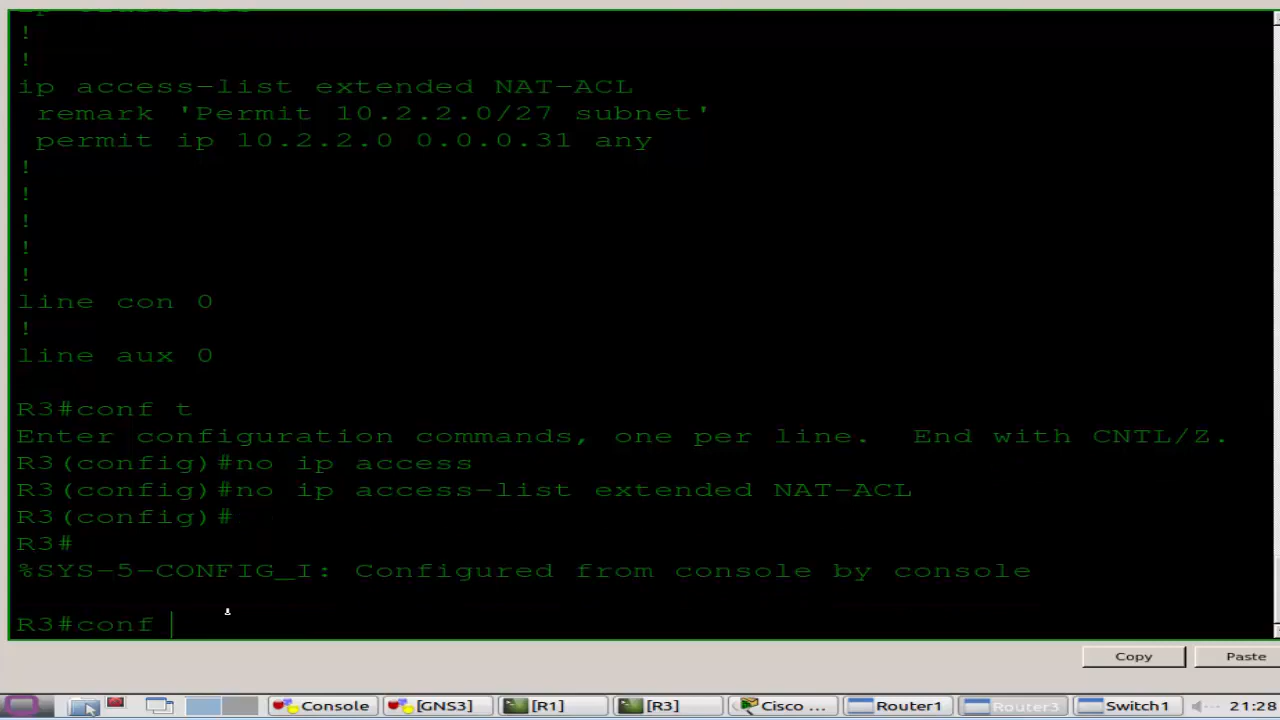 !
!
ip access-list extended NAT-ACL
remark 'Permit 10.2.2.0/27 subnet'
permit ip 10.2.2.0 0.0.0.31 any
!
!
!
!
!
line con 0
!
line aux 0
R3#conf t
Enter configuration commands, one per line.  End with CNTL/Z.
R3(config)#no ip access
R3(config)#no ip access-list extended NAT-ACL
R3(config)#
R3#
%SYS-5-CONFIG_I: Configured from console by console
R3#conf
Copy Paste
Console [GNS3] [R1] [R3] Cisco ... Router1 Router3 Switch1 21:28